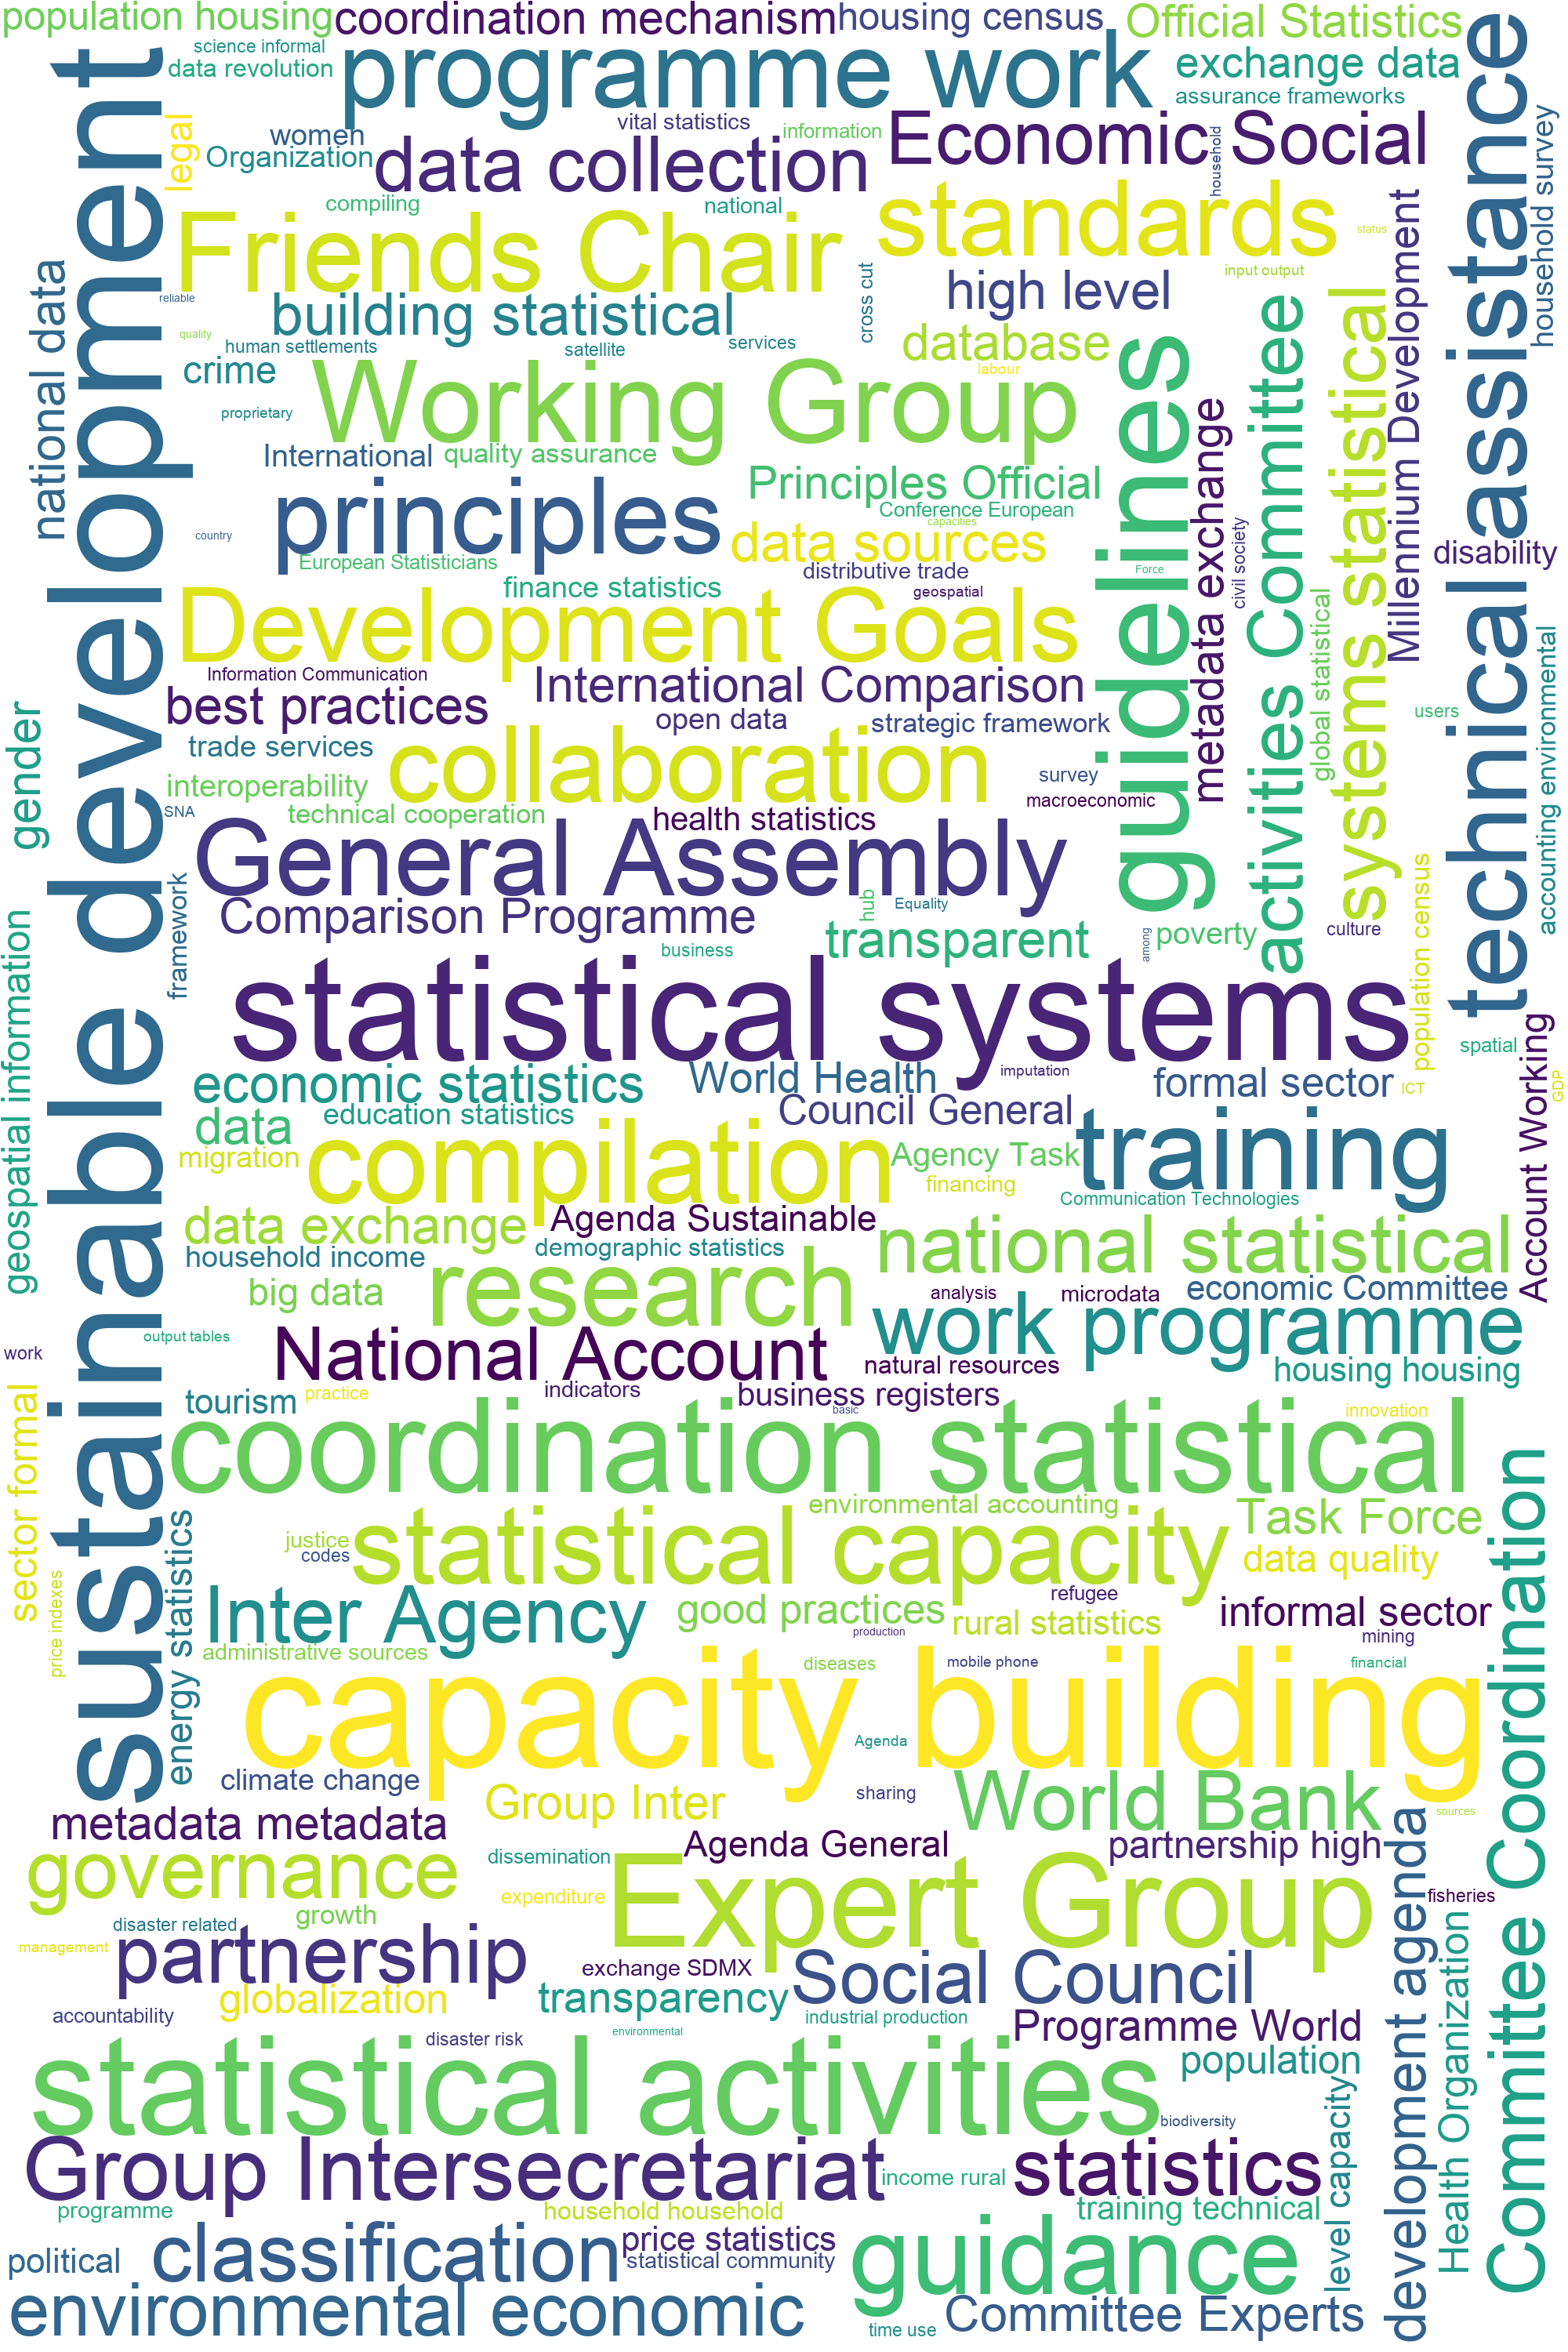 population housing
coordination mechanism
housing census
Official Statistics
science informal
data revolution
programme work
exchange data
assurance frameworks
sustainable development
technical assistance
legal
women
Organization
vital statistics
information
data collection
Economic Social
household
household survey
compiling
national
Friends Chair
standards
status
Millennium Development
national data
reliable
building statistical
cross cut
high level
input output
quality
human settlements
satellite
services
database
labour
guidelines
activities Committee
systems statistical
crime
proprietary
Working Group
metadata exchange
International
quality assurance
principles
Principles Official
Conference European
capacities
country
data sources
civil society
disability
European Statisticians
distributive trade
Force
finance statistics
geospatial
Development Goals
global statistical
accounting environmental
Information Communication
International Comparison
gender
best practices
open data
strategic framework
users
trade services
collaboration
interoperability
survey
macroeconomic
SNA
technical cooperation
health statistics
General Assembly
framework
hub
Equality
Comparison Programme
transparent
poverty
culture
population census
geospatial information
business
among
statistical systems
spatial
Account Working
economic statistics
World Health
imputation
formal sector
ICT
GDP
data
education statistics
Council General
training
migration
compilation
Agency Task
financing
Communication Technologies
data exchange
Agenda Sustainable
national statistical
household income
demographic statistics
research
big data
analysis
microdata
economic Committee
work
output tables
National Account
work programme
natural resources
housing housing
sector formal
tourism
practice
indicators
business registers
basic
innovation
coordination statistical
Committee Coordination
energy statistics
environmental accounting
Task Force
justice
codes
statistical capacity
data quality
price indexes
Inter Agency
good practices
refugee
rural statistics
informal sector
production
mining
administrative sources
diseases
mobile phone
financial
capacity building
Agenda
climate change
Group Inter
sharing
World Bank
sources
metadata metadata
Agenda General
partnership high
development agenda
governance
dissemination
Expert Group
expenditure
fisheries
growth
disaster related
management
partnership
exchange SDMX
Social Council
Health Organization
globalization
transparency
accountability
industrial production
Programme World
disaster risk
environmental
statistical activities
population
level capacity
biodiversity
Group Intersecretariat
income rural
statistics
programme
household household
training technical
political
classification
price statistics
statistical community
guidance
environmental economic
time use
Committee Experts